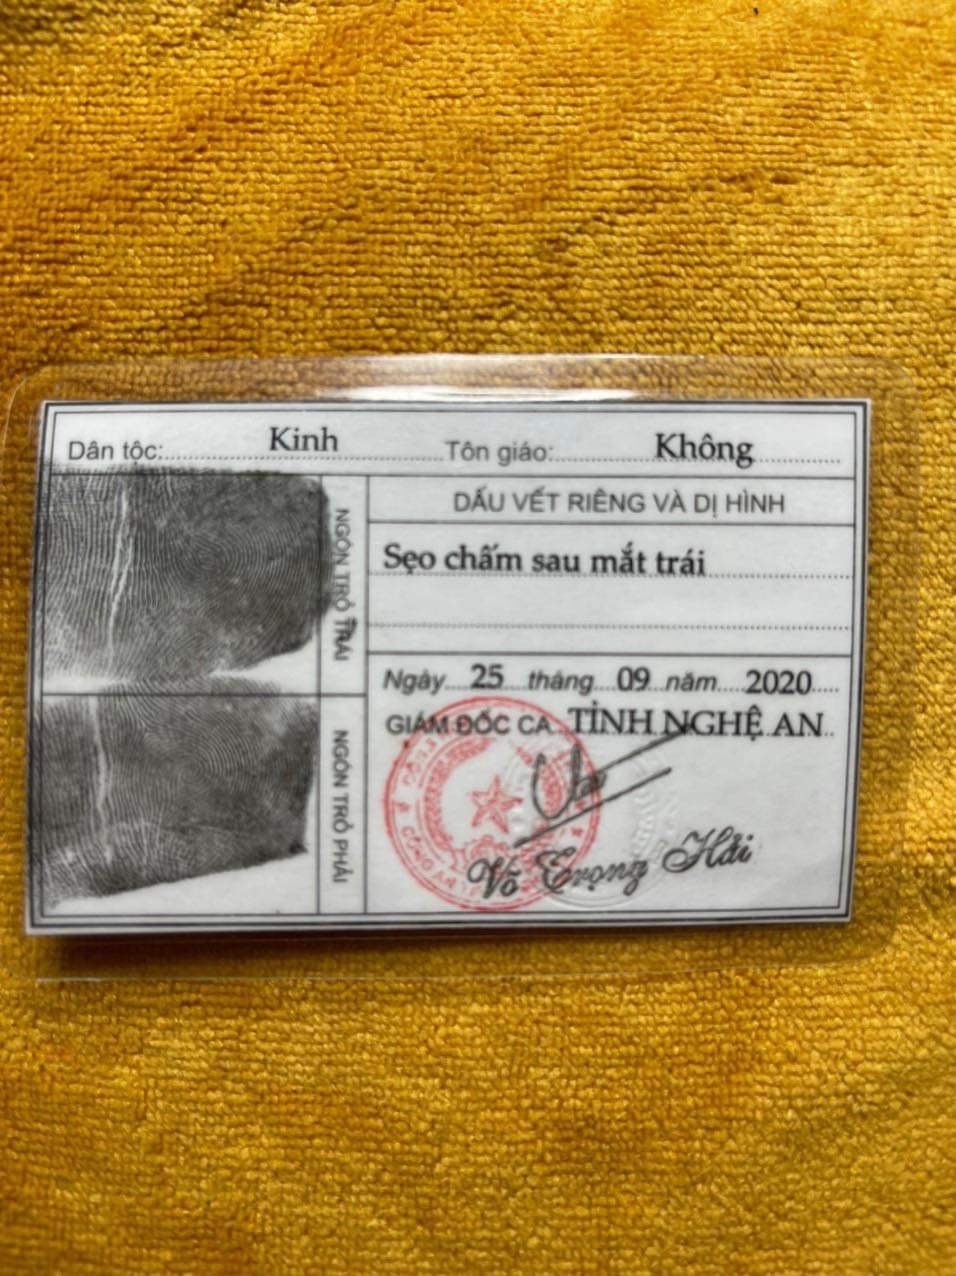 Dân tộc: Kinh Tôn giáo: Không
NGÓN TRỎ TRÁI
NGÓN TRỎ PHẢI
DẤU VẾT RIÊNG VÀ DỊ HÌNH
Sẹo chấm sau mắt trái
Ngày 25 tháng 09 năm 2020
GIÁM ĐỐC CA TỈNH NGHỆ AN
CÔNG AN
Võ Trọng Hải